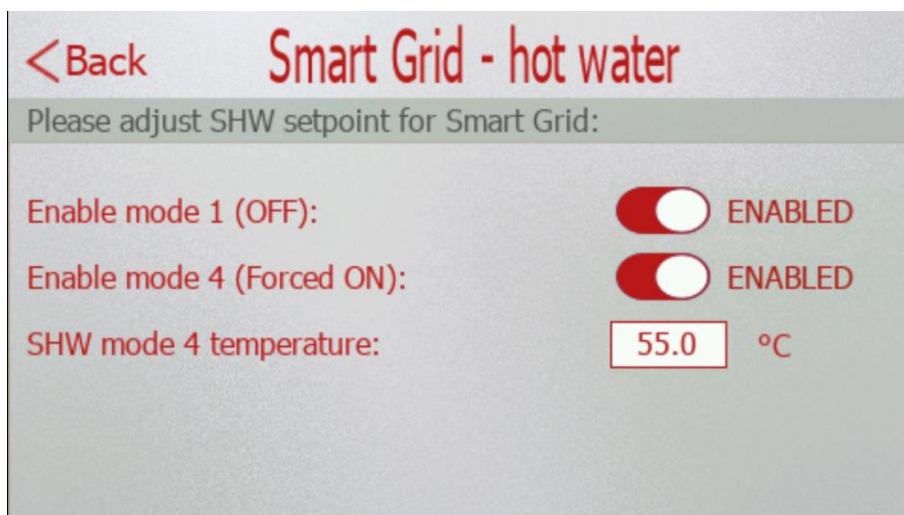 <Back
Smart Grid - hot water
Please adjust SHW setpoint for Smart Grid:
Enable mode 1 (OFF): ENABLED
Enable mode 4 (Forced ON): ENABLED
SHW mode 4 temperature: 55.0 °C